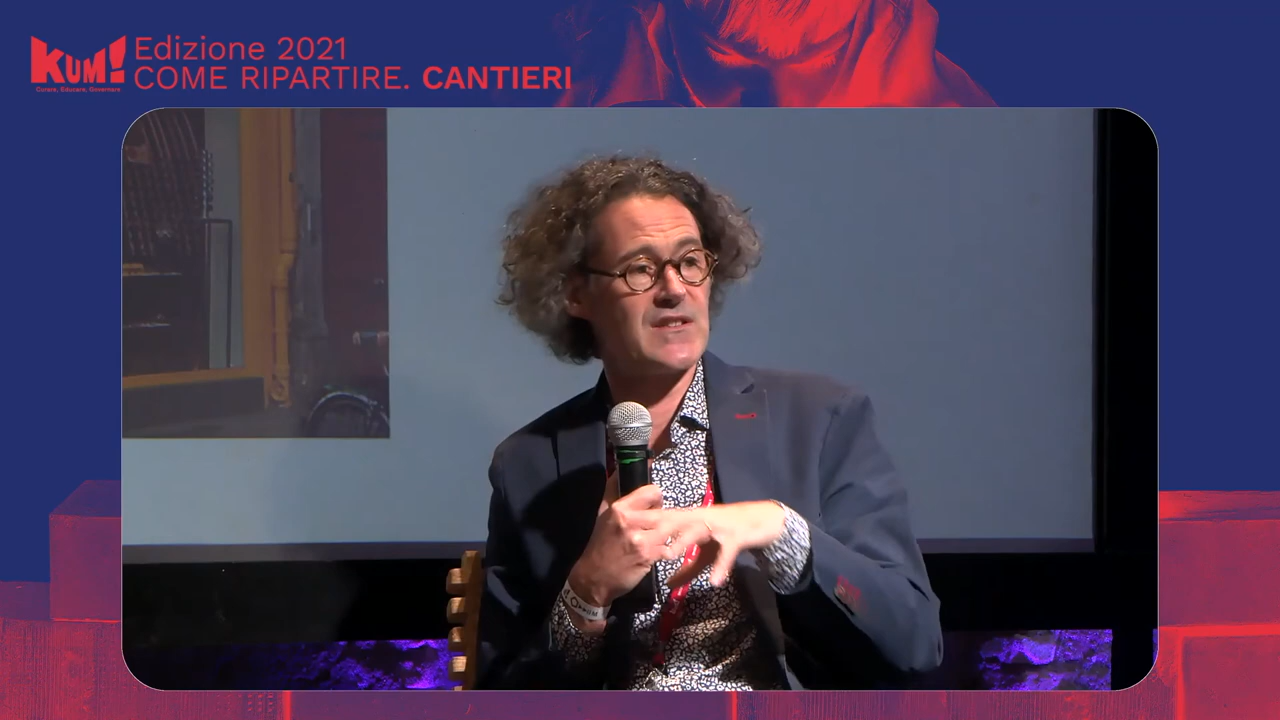 KUM!
Curare, Educare, Governare
Edizione 2021
COME RIPARTIRE. CANTIERI